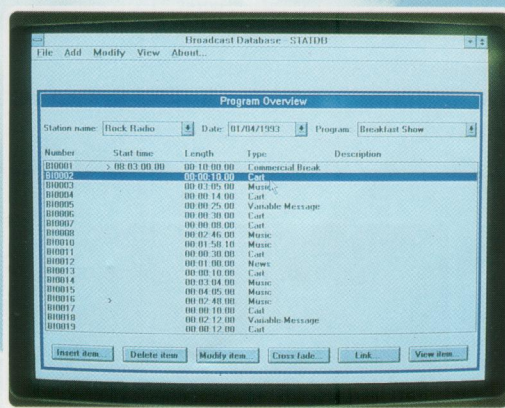 Broadcast Database - STATDB
File Add Modify View About...
Program Overview
Station name: Rock Radio Date: 01/04/1993 Program: Breakfast Show
Number Start time Length Type Description
BI0001 > 08:03:00.00 00:10:00.00 Commercial Break
BI0002 00:00:10.00 Cart
BI0003 00:03:05.00 Music
BI0004 00:00:14.00 Cart
BI0005 00:00:25.00 Variable Message
BI0006 00:00:30.00 Cart
BI0007 00:00:08.00 Cart
BI0008 00:02:46.00 Music
BI0010 00:01:58.10 Music
BI0011 00:00:30.00 Cart
BI0012 00:01:00.00 News
BI0013 00:00:10.00 Cart
BI0014 00:03:04.00 Music
BI0015 00:04:05.00 Music
BI0016 > 00:02:48.00 Music
BI0017 00:00:10.00 Cart
BI0018 00:02:12.00 Variable Message
BI0019 00:00:12.00 Cart
Insert item... Delete item Modify item... Cross fade... Link... View item...